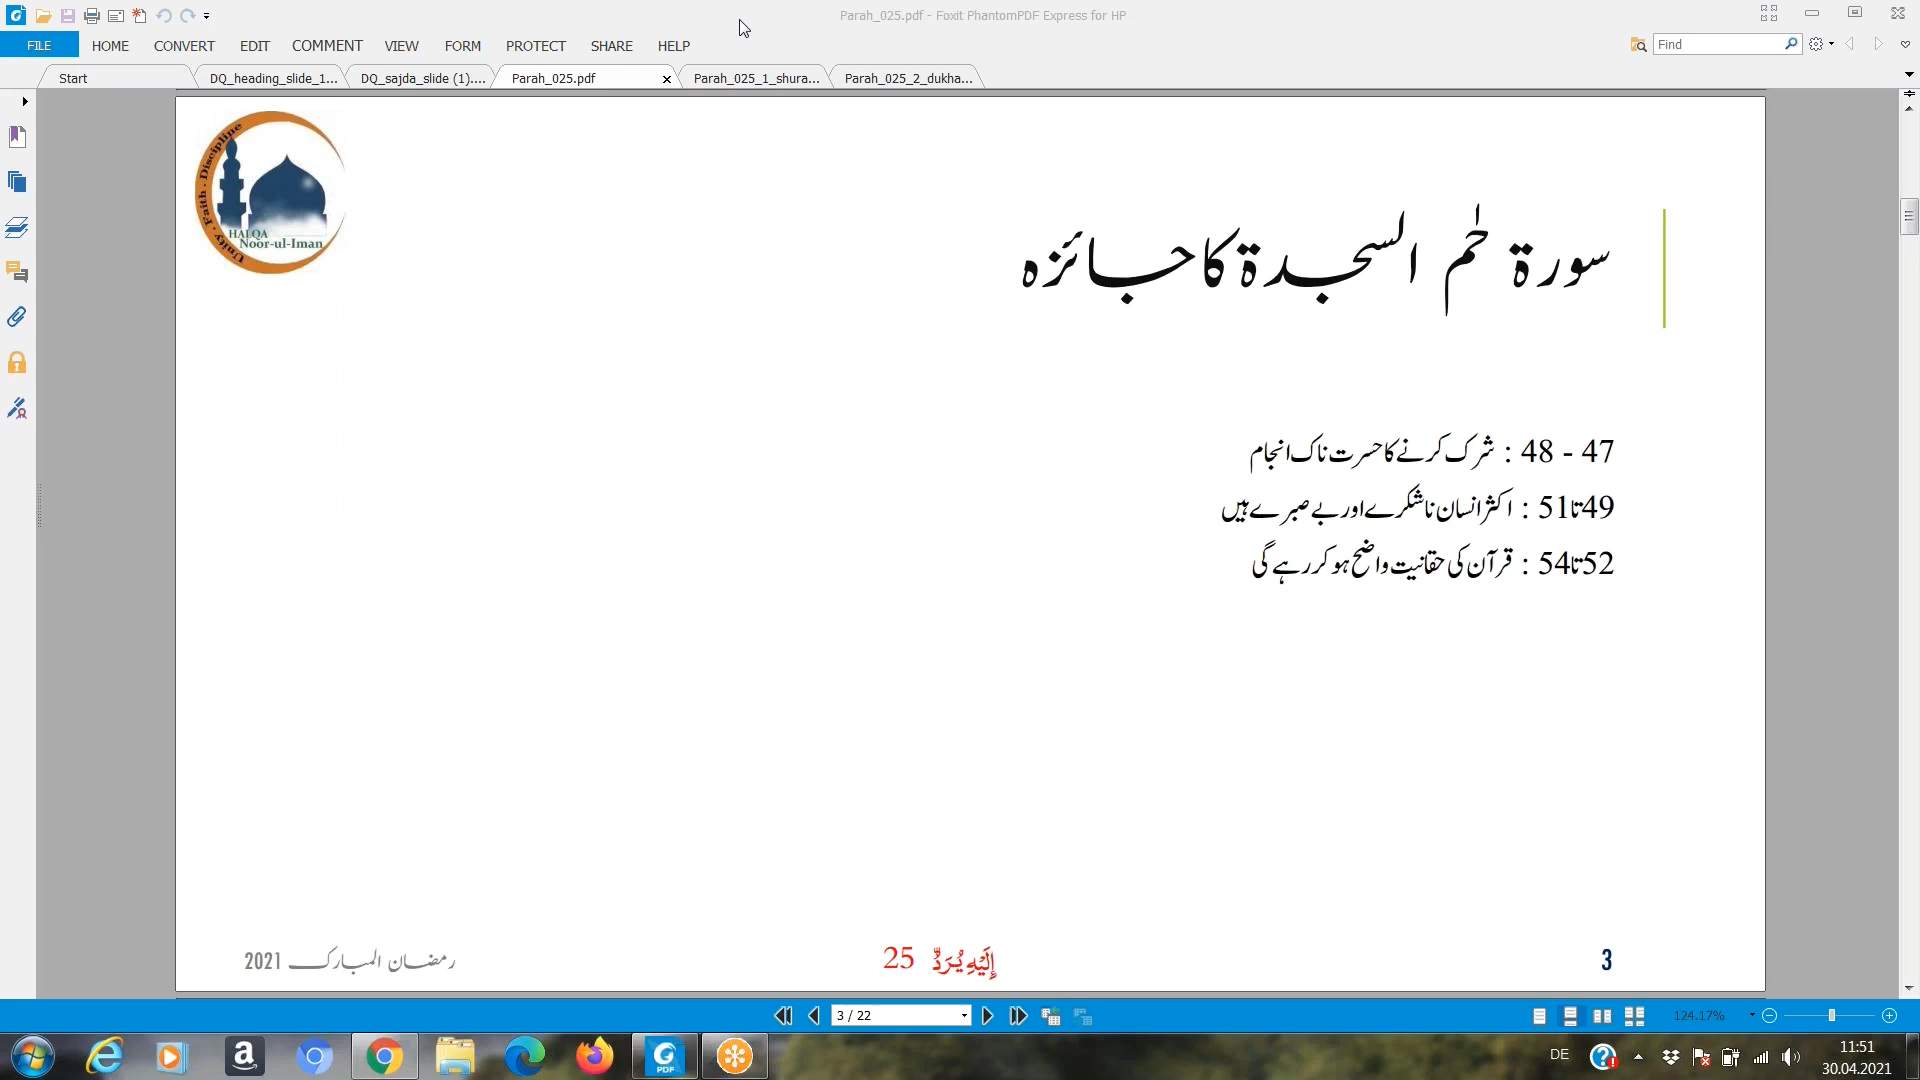 Parah_025.pdf - Foxit PhantomPDF Express for HP
FILE HOME CONVERT EDIT COMMENT VIEW FORM PROTECT SHARE HELP
Find
Start DQ_heading_slide_1... DQ_sajda_slide (1).... Parah_025.pdf Parah_025_1_shura... Parah_025_2_dukha...
Unity . Faith . Discipline
HALQA
Noor-ul-Iman
سورۃ حٰم السجدۃ کا جائزہ
47 - 48 : شرک کرنے کا حسرت ناک انجام
49تا51 : اکثر انسان ناشکرے اور بے صبرے ہیں
52تا54 : قرآن کی حقانیت واضح ہو کر رہے گی
رمضان المبارک 2021
إِلَيْهِ يُرَدُّ 25
3
3 / 22
124.17%
PDF
DE
11:51
30.04.2021